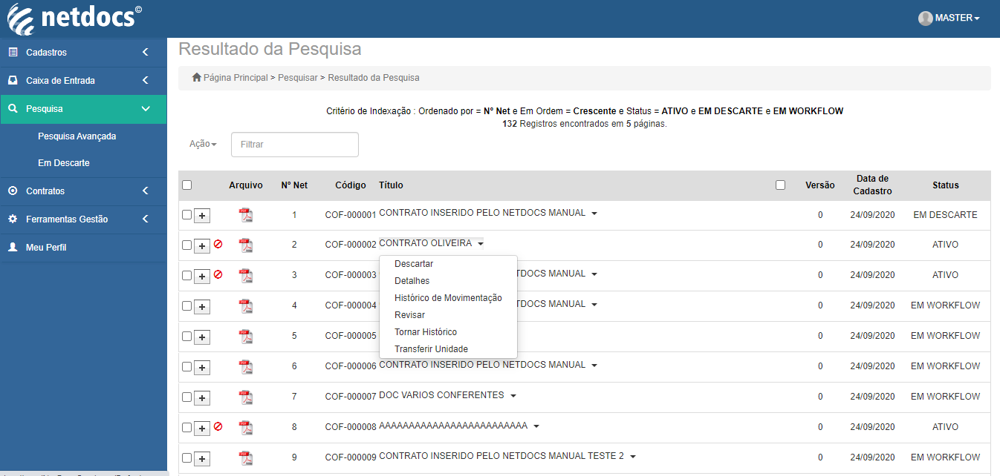 netdocs©
MASTER
Cadastros
Caixa de Entrada
Pesquisa
Pesquisa Avançada
Em Descarte
Contratos
Ferramentas Gestão
Meu Perfil
Resultado da Pesquisa
Página Principal > Pesquisar > Resultado da Pesquisa
Critério de Indexação : Ordenado por = Nº Net e Em Ordem = Crescente e Status = ATIVO e EM DESCARTE e EM WORKFLOW
132 Registros encontrados em 5 páginas.
Ação
Filtrar
Arquivo Nº Net Código Título Versão Data de Cadastro Status
1 COF-000001 CONTRATO INSERIDO PELO NETDOCS MANUAL 0 24/09/2020 EM DESCARTE
2 COF-000002 CONTRATO OLIVEIRA 0 24/09/2020 ATIVO
Descartar
Detalhes
Histórico de Movimentação
Revisar
Tornar Histórico
Transferir Unidade
3 COF-000003 TDOCS MANUAL 0 24/09/2020 ATIVO
4 COF-000004 TDOCS MANUAL 0 24/09/2020 EM WORKFLOW
5 COF-000005 0 24/09/2020 EM WORKFLOW
6 COF-000006 CONTRATO INSERIDO PELO NETDOCS MANUAL 0 24/09/2020 EM WORKFLOW
7 COF-000007 DOC VARIOS CONFERENTES 0 24/09/2020 EM WORKFLOW
8 COF-000008 AAAAAAAAAAAAAAAAAAAAAAAAA 0 24/09/2020 ATIVO
9 COF-000009 CONTRATO INSERIDO PELO NETDOCS MANUAL TESTE 2 0 24/09/2020 EM WORKFLOW